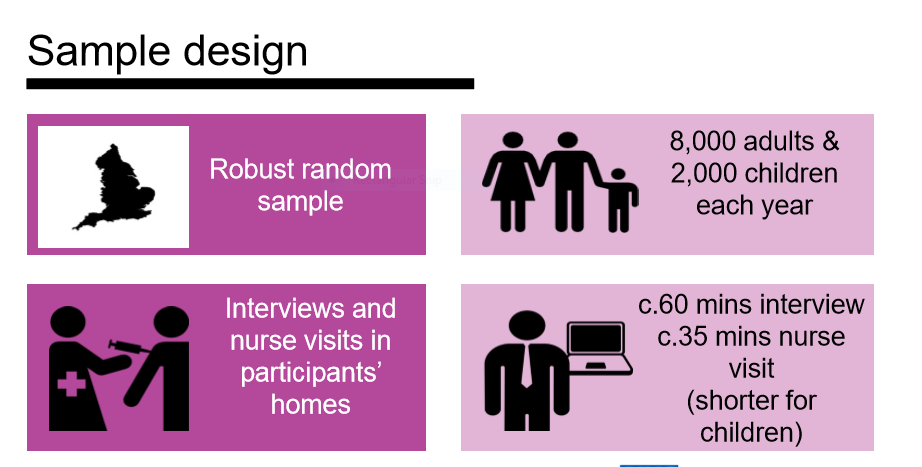 Sample design
Robust random
sample
8,000 adults &
2,000 children
each year
Interviews and
nurse visits in
participants’
homes
c.60 mins interview
c.35 mins nurse
visit
(shorter for
children)